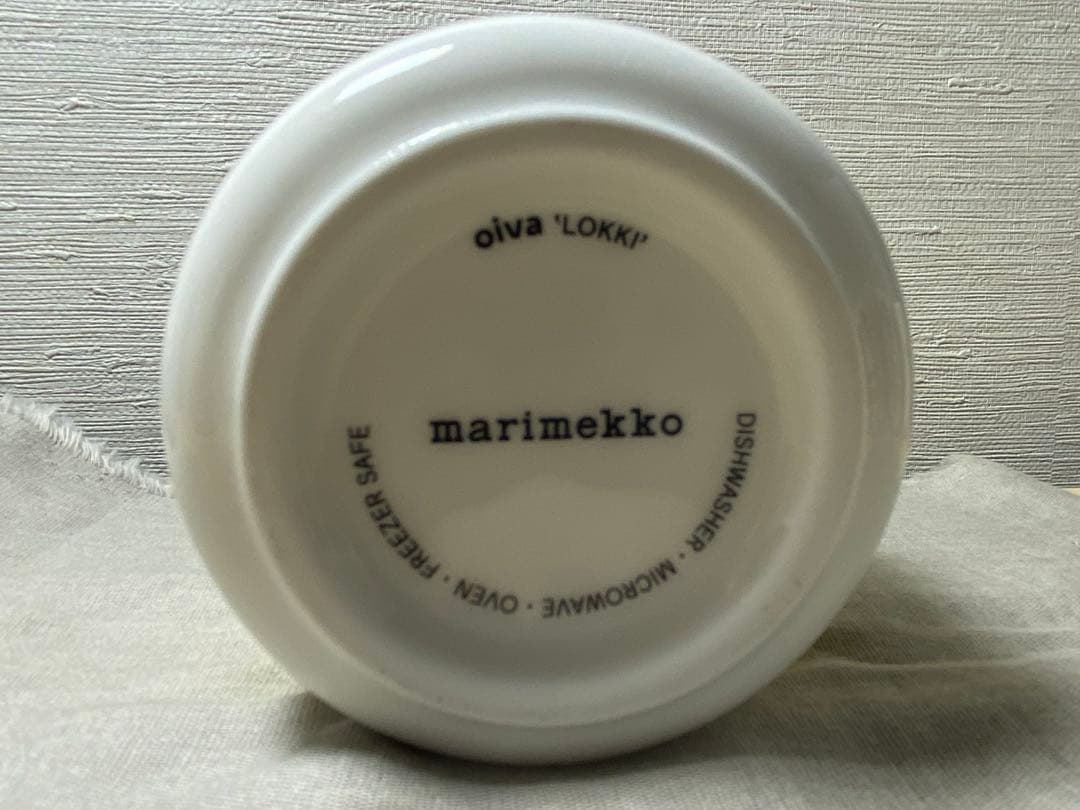 oiva 'LOKKI'
marimekko
DISHWASHER · MICROWAVE · OVEN · FREEZER SAFE